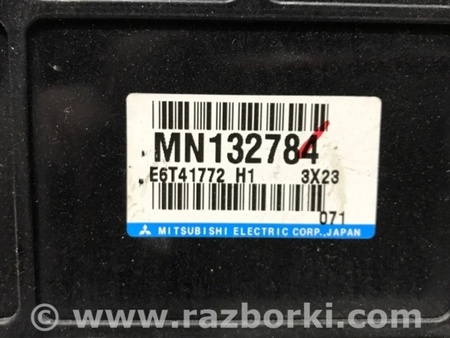 MN132784
E6T41772 H1 3X23
071
MITSUBISHI ELECTRIC CORP.,JAPAN
© www.razborki.com